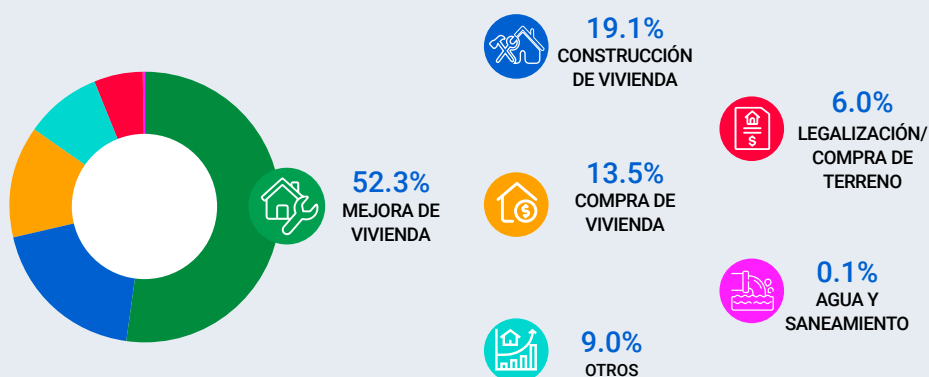 52.3%
MEJORA DE
VIVIENDA
19.1%
CONSTRUCCIÓN
DE VIVIENDA
13.5%
COMPRA DE
VIVIENDA
9.0%
OTROS
6.0%
LEGALIZACIÓN/
COMPRA DE
TERRENO
0.1%
AGUA Y
SANEAMIENTO